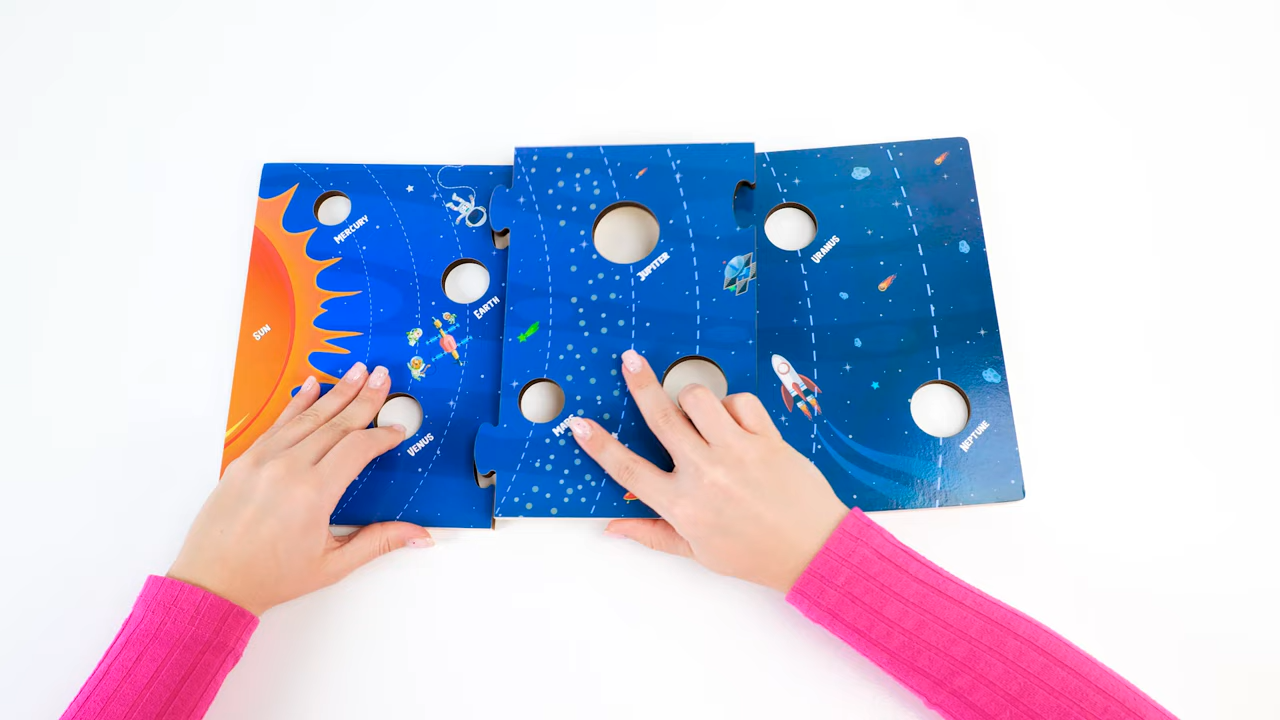 SUN
MERCURY
EARTH
VENUS
JUPITER
MARS
URANUS
NEPTUNE